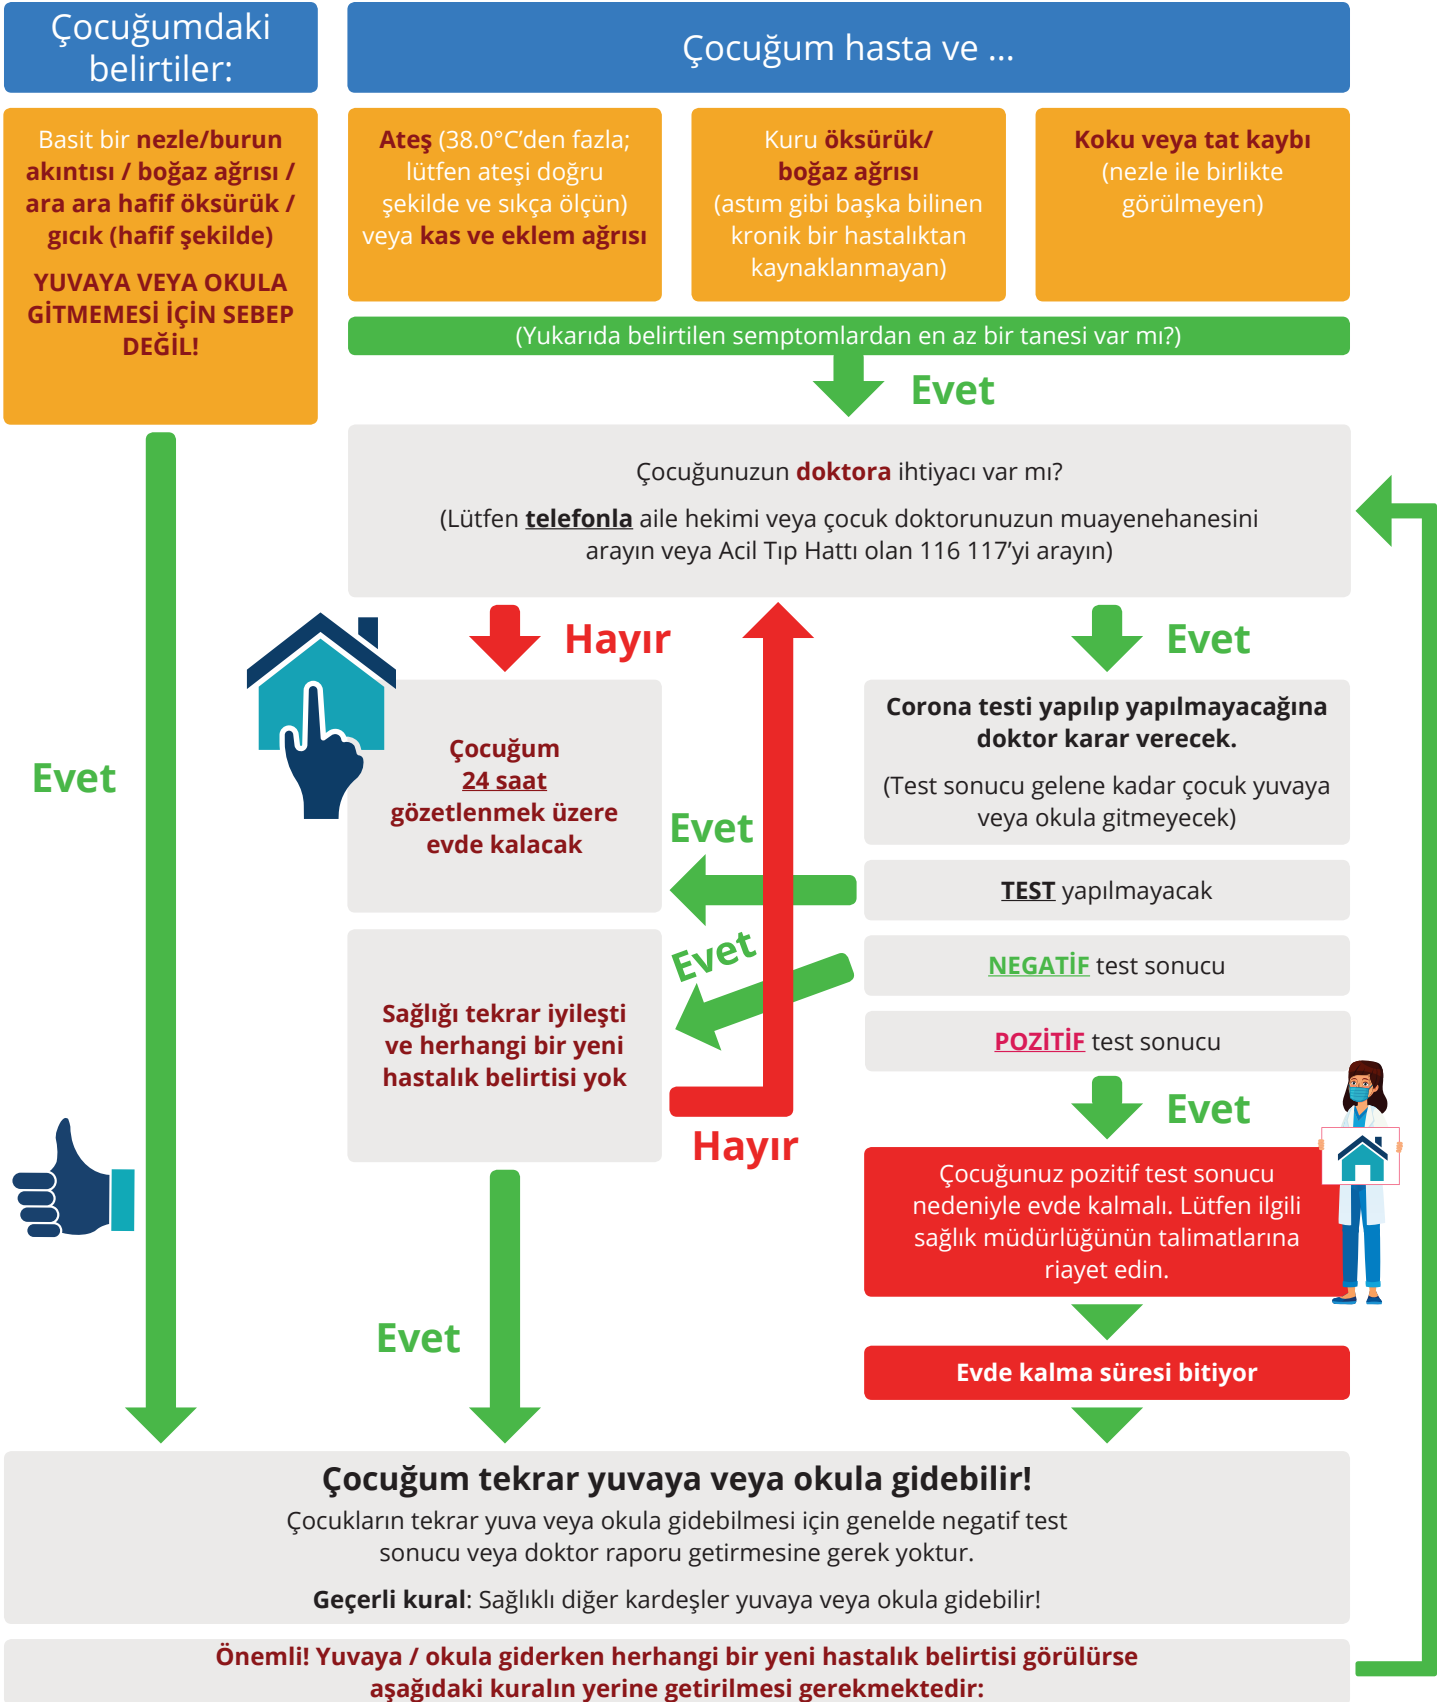 Çocuğumdaki
belirtiler:
Çocuğum hasta ve ...
Basit bir nezle/burun
akıntısı / boğaz ağrısı /
ara ara hafif öksürük /
gıcık (hafif şekilde)
YUVAYA VEYA OKULA
GİTMEMESİ İÇİN SEBEP
DEĞİL!
Ateş (38.0°C’den fazla;
lütfen ateşi doğru
şekilde ve sıkça ölçün)
veya kas ve eklem ağrısı
Kuru öksürük/
boğaz ağrısı
(astım gibi başka bilinen
kronik bir hastalıktan
kaynaklanmayan)
Koku veya tat kaybı
(nezle ile birlikte
görülmeyen)
(Yukarıda belirtilen semptomlardan en az bir tanesi var mı?)
Evet
Çocuğunuzun doktora ihtiyacı var mı?
(Lütfen telefonla aile hekimi veya çocuk doktorunuzun muayenehanesini
arayın veya Acil Tıp Hattı olan 116 117’yi arayın)
Hayır
Evet
Evet
Çocuğum
24 saat
gözetlenmek üzere
evde kalacak
Corona testi yapılıp yapılmayacağına
doktor karar verecek.
(Test sonucu gelene kadar çocuk yuvaya
veya okula gitmeyecek)
Evet
TEST yapılmayacak
Evet
NEGATİF test sonucu
POZİTİF test sonucu
Sağlığı tekrar iyileşti
ve herhangi bir yeni
hastalık belirtisi yok
Hayır
Evet
Çocuğunuz pozitif test sonucu
nedeniyle evde kalmalı. Lütfen ilgili
sağlık müdürlüğünün talimatlarına
riayet edin.
Evet
Evde kalma süresi bitiyor
Çocuğum tekrar yuvaya veya okula gidebilir!
Çocukların tekrar yuva veya okula gidebilmesi için genelde negatif test
sonucu veya doktor raporu getirmesine gerek yoktur.
Geçerli kural: Sağlıklı diğer kardeşler yuvaya veya okula gidebilir!
Önemli! Yuvaya / okula giderken herhangi bir yeni hastalık belirtisi görülürse
aşağıdaki kuralın yerine getirilmesi gerekmektedir: